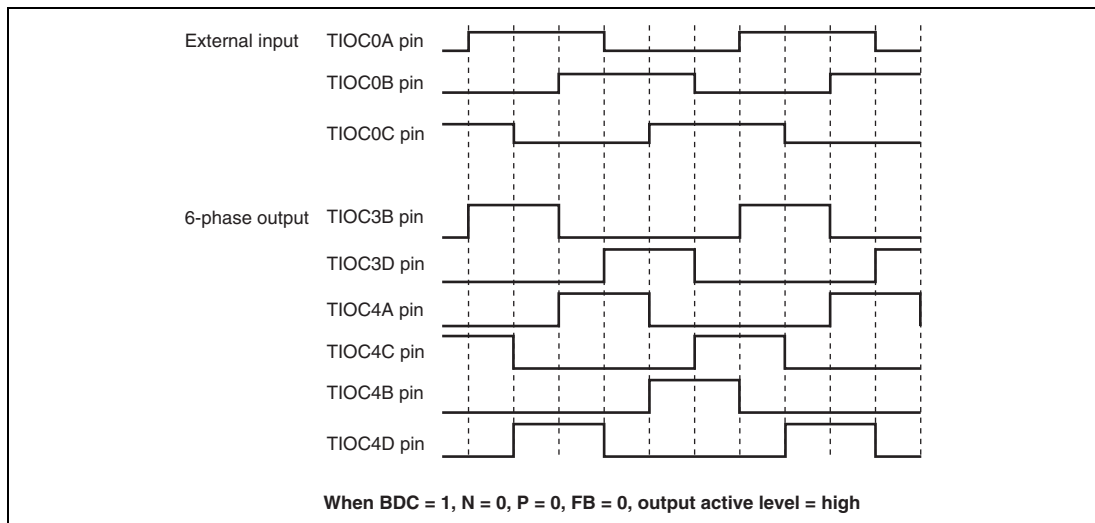 External input TIOC0A pin
TIOC0B pin
TIOC0C pin
6-phase output TIOC3B pin
TIOC3D pin
TIOC4A pin
TIOC4C pin
TIOC4B pin
TIOC4D pin
When BDC = 1, N = 0, P = 0, FB = 0, output active level = high